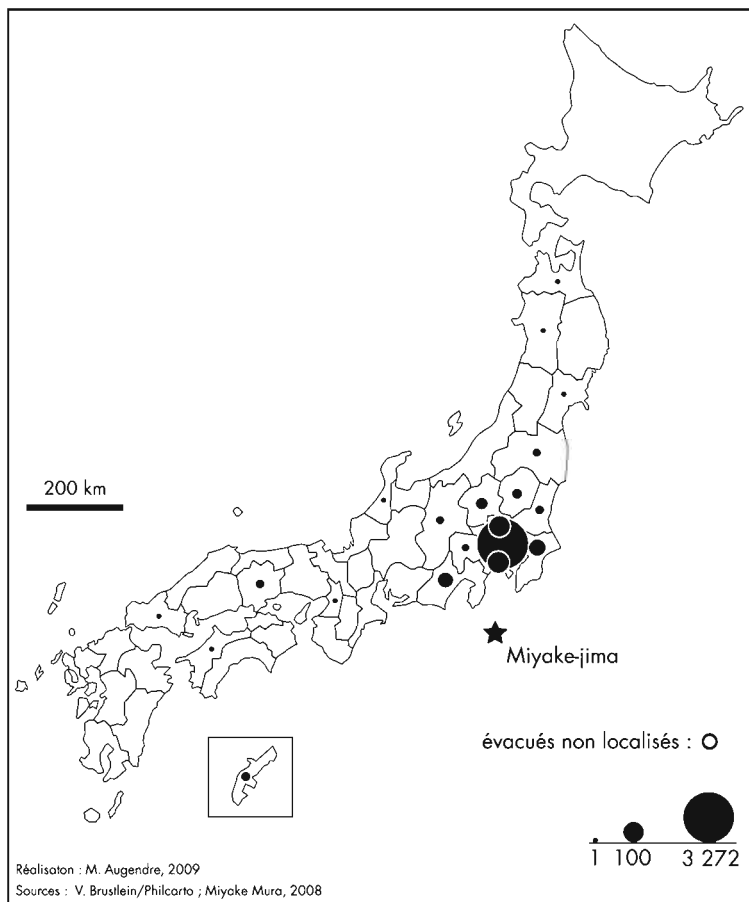 200 km
Miyake-jima
évacués non localisés :
1 100 3 272
Réalisaton : M. Augendre, 2009
Sources : V. Brustlein/Philcarto ; Miyake Mura, 2008